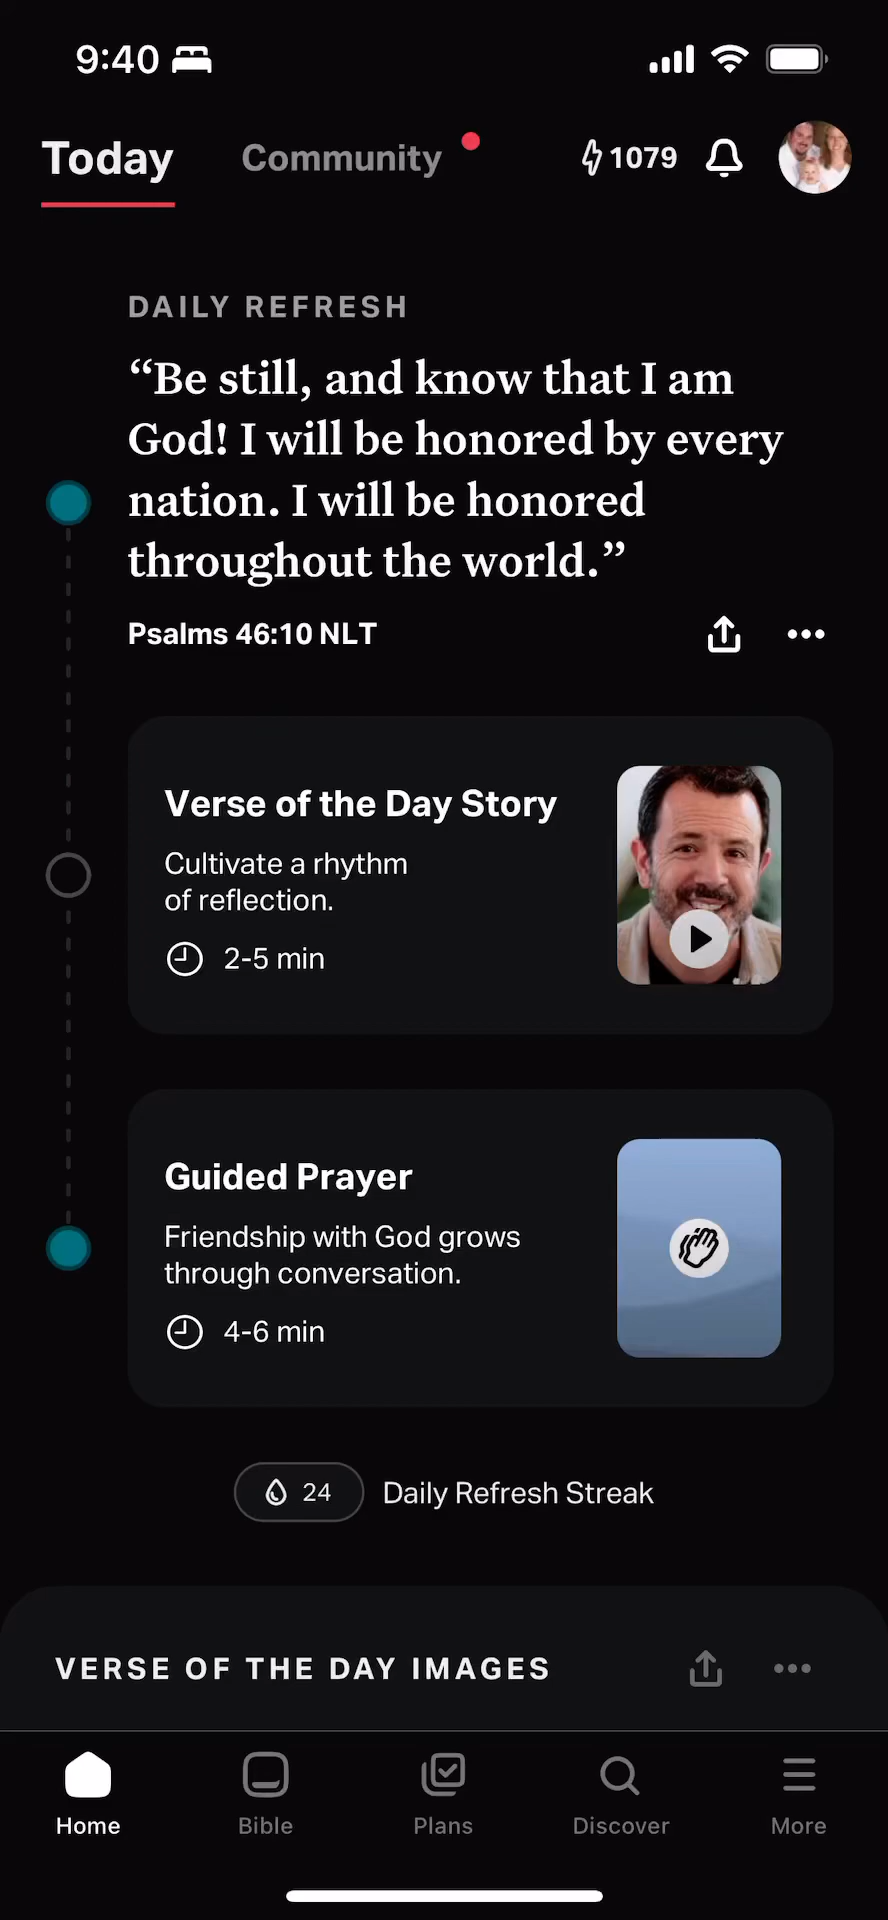 9:40
Today
Community
1079
DAILY REFRESH
“Be still, and know that I am
God! I will be honored by every
nation. I will be honored
throughout the world.”
Psalms 46:10 NLT
Verse of the Day Story
Cultivate a rhythm
of reflection.
2-5 min
Guided Prayer
Friendship with God grows
through conversation.
4-6 min
24 Daily Refresh Streak
VERSE OF THE DAY IMAGES
Home
Bible
Plans
Discover
More